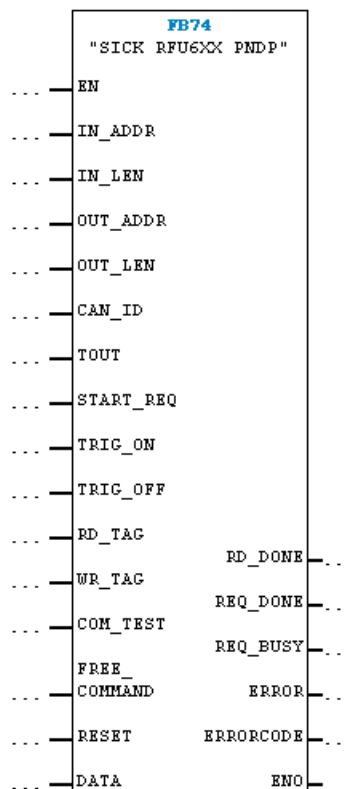 FB74
"SICK RFU6XX PNDP"
... EN
... IN_ADDR
... IN_LEN
... OUT_ADDR
... OUT_LEN
... CAN_ID
... TOUT
... START_REQ
... TRIG_ON
... TRIG_OFF
... RD_TAG
RD_DONE ..
... WR_TAG
REQ_DONE ..
... COM_TEST
REQ_BUSY ..
FREE_
... COMMAND ERROR ..
... RESET ERRORCODE ..
... DATA ENO